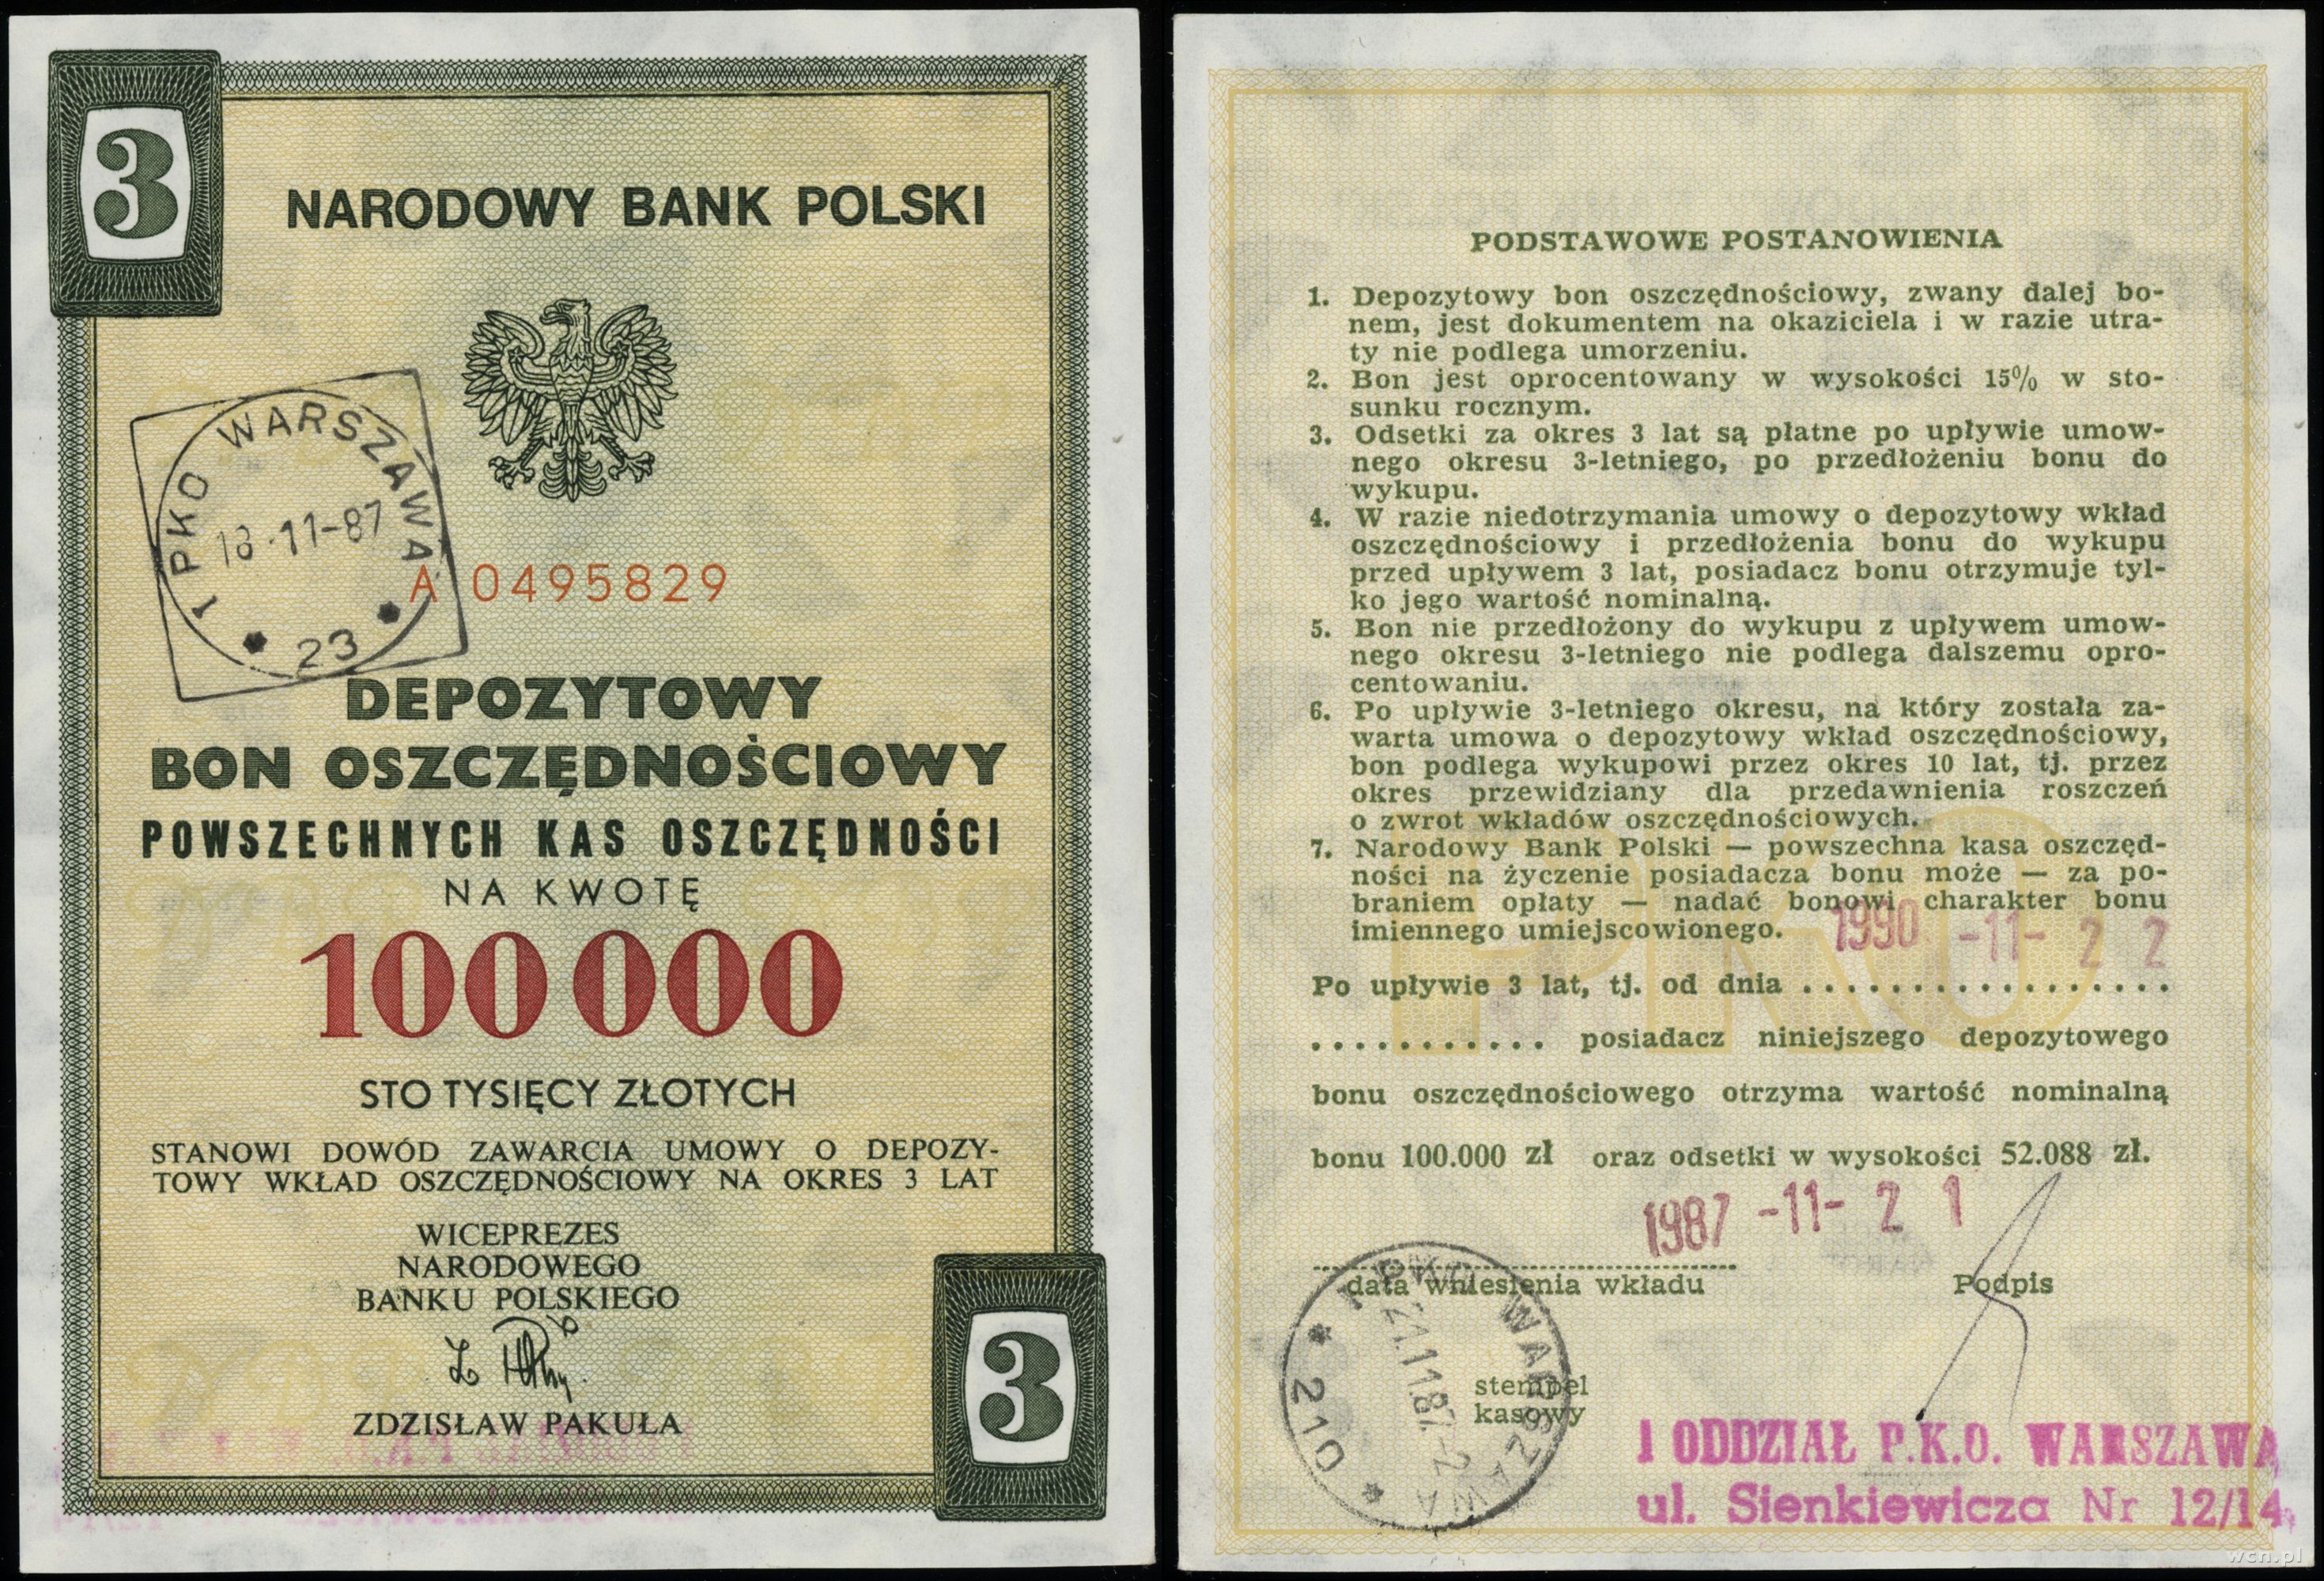 3
NARODOWY BANK POLSKI
I PKO WARSZAWA
18-11-87
* 23 *
A 0495829
DEPOZYTOWY
BON OSZCZĘDNOŚCIOWY
POWSZECHNYCH KAS OSZCZĘDNOŚCI
NA KWOTĘ
100 000
STO TYSIĘCY ZŁOTYCH
STANOWI DOWÓD ZAWARCIA UMOWY O DEPOZY-
TOWY WKŁAD OSZCZĘDNOŚCIOWY NA OKRES 3 LAT
WICEPREZES
NARODOWEGO
BANKU POLSKIEGO
ZDZISŁAW PAKUŁA
3
PODSTAWOWE POSTANOWIENIA
1. Depozytowy bon oszczędnościowy, zwany dalej bo-
nem, jest dokumentem na okaziciela i w razie utra-
ty nie podlega umorzeniu.
2. Bon jest oprocentowany w wysokości 15% w sto-
sunku rocznym.
3. Odsetki za okres 3 lat są płatne po upływie umow-
nego okresu 3-letniego, po przedłożeniu bonu do
wykupu.
4. W razie niedotrzymania umowy o depozytowy wkład
oszczędnościowy i przedłożenia bonu do wykupu
przed upływem 3 lat, posiadacz bonu otrzymuje tyl-
ko jego wartość nominalną.
5. Bon nie przedłożony do wykupu z upływem umow-
nego okresu 3-letniego nie podlega dalszemu opro-
centowaniu.
6. Po upływie 3-letniego okresu, na który została za-
warta umowa o depozytowy wkład oszczędnościowy,
bon podlega wykupowi przez okres 10 lat, tj. przez
okres przewidziany dla przedawnienia roszczeń
o zwrot wkładów oszczędnościowych.
7. Narodowy Bank Polski — powszechna kasa oszczęd-
ności na życzenie posiadacza bonu może — za po-
braniem opłaty — nadać bonowi charakter bonu
imiennego umiejscowionego.
1990 -11- 2 2
PKO
Po upływie 3 lat, tj. od dnia ..................
............ posiadacz niniejszego depozytowego
bonu oszczędnościowego otrzyma wartość nominalną
bonu 100.000 zł oraz odsetki w wysokości 52.088 zł.
1987 -11- 2 1
data wniesienia wkładu Podpis
I PKO WARSZAWA
21.11.87-2
* 210 *
stempel
kasowy
I ODDZIAŁ P.K.O. WARSZAWA
ul. Sienkiewicza Nr 12/14
wcn.pl